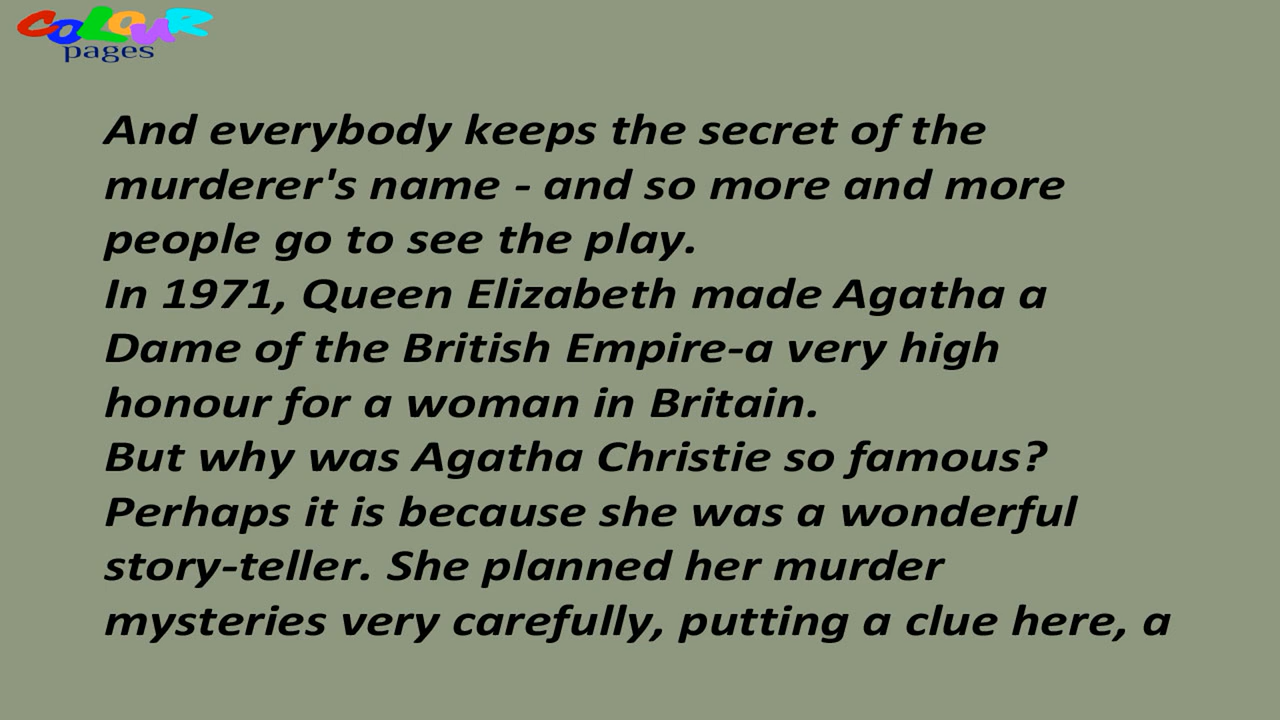 COLOUR
pages
And everybody keeps the secret of the
murderer's name - and so more and more
people go to see the play.
In 1971, Queen Elizabeth made Agatha a
Dame of the British Empire-a very high
honour for a woman in Britain.
But why was Agatha Christie so famous?
Perhaps it is because she was a wonderful
story-teller. She planned her murder
mysteries very carefully, putting a clue here, a